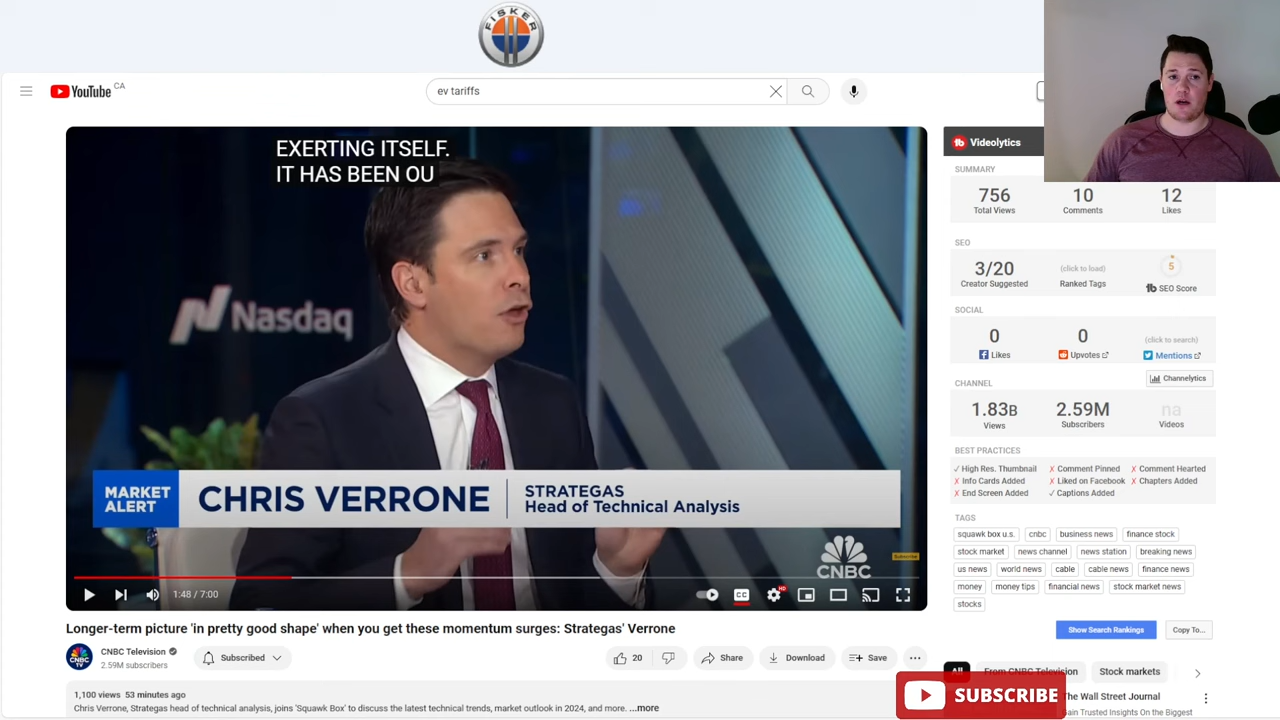 FISKER
YouTube CA
ev tariffs
EXERTING ITSELF.
IT HAS BEEN OU
Nasdaq
MARKET
ALERT
CHRIS VERRONE
STRATEGAS
Head of Technical Analysis
Subscribe
CNBC
1:48 / 7:00
CC
HD
Longer-term picture 'in pretty good shape' when you get these momentum surges: Strategas' Verrone
CNBC Television
2.59M subscribers
Subscribed
20
Share
Download
Save
1,100 views 53 minutes ago
Chris Verrone, Strategas head of technical analysis, joins 'Squawk Box' to discuss the latest technical trends, market outlook in 2024, and more. ...more
Videolytics
SUMMARY
756
Total Views
10
Comments
12
Likes
SEO
3/20
Creator Suggested
(click to load)
Ranked Tags
5
SEO Score
SOCIAL
0
Likes
0
Upvotes
(click to search)
Mentions
Channelytics
CHANNEL
1.83B
Views
2.59M
Subscribers
na
Videos
BEST PRACTICES
✓ High Res. Thumbnail ✗ Comment Pinned ✗ Comment Hearted
✗ Info Cards Added ✗ Liked on Facebook ✗ Chapters Added
✗ End Screen Added ✓ Captions Added
TAGS
squawk box u.s. cnbc business news finance stock
stock market news channel news station breaking news
us news world news cable cable news finance news
money money tips financial news stock market news
stocks
Show Search Rankings
Copy To...
All From CNBC Television Stock markets
The Wall Street Journal
Gain Trusted Insights On the Biggest
SUBSCRIBE